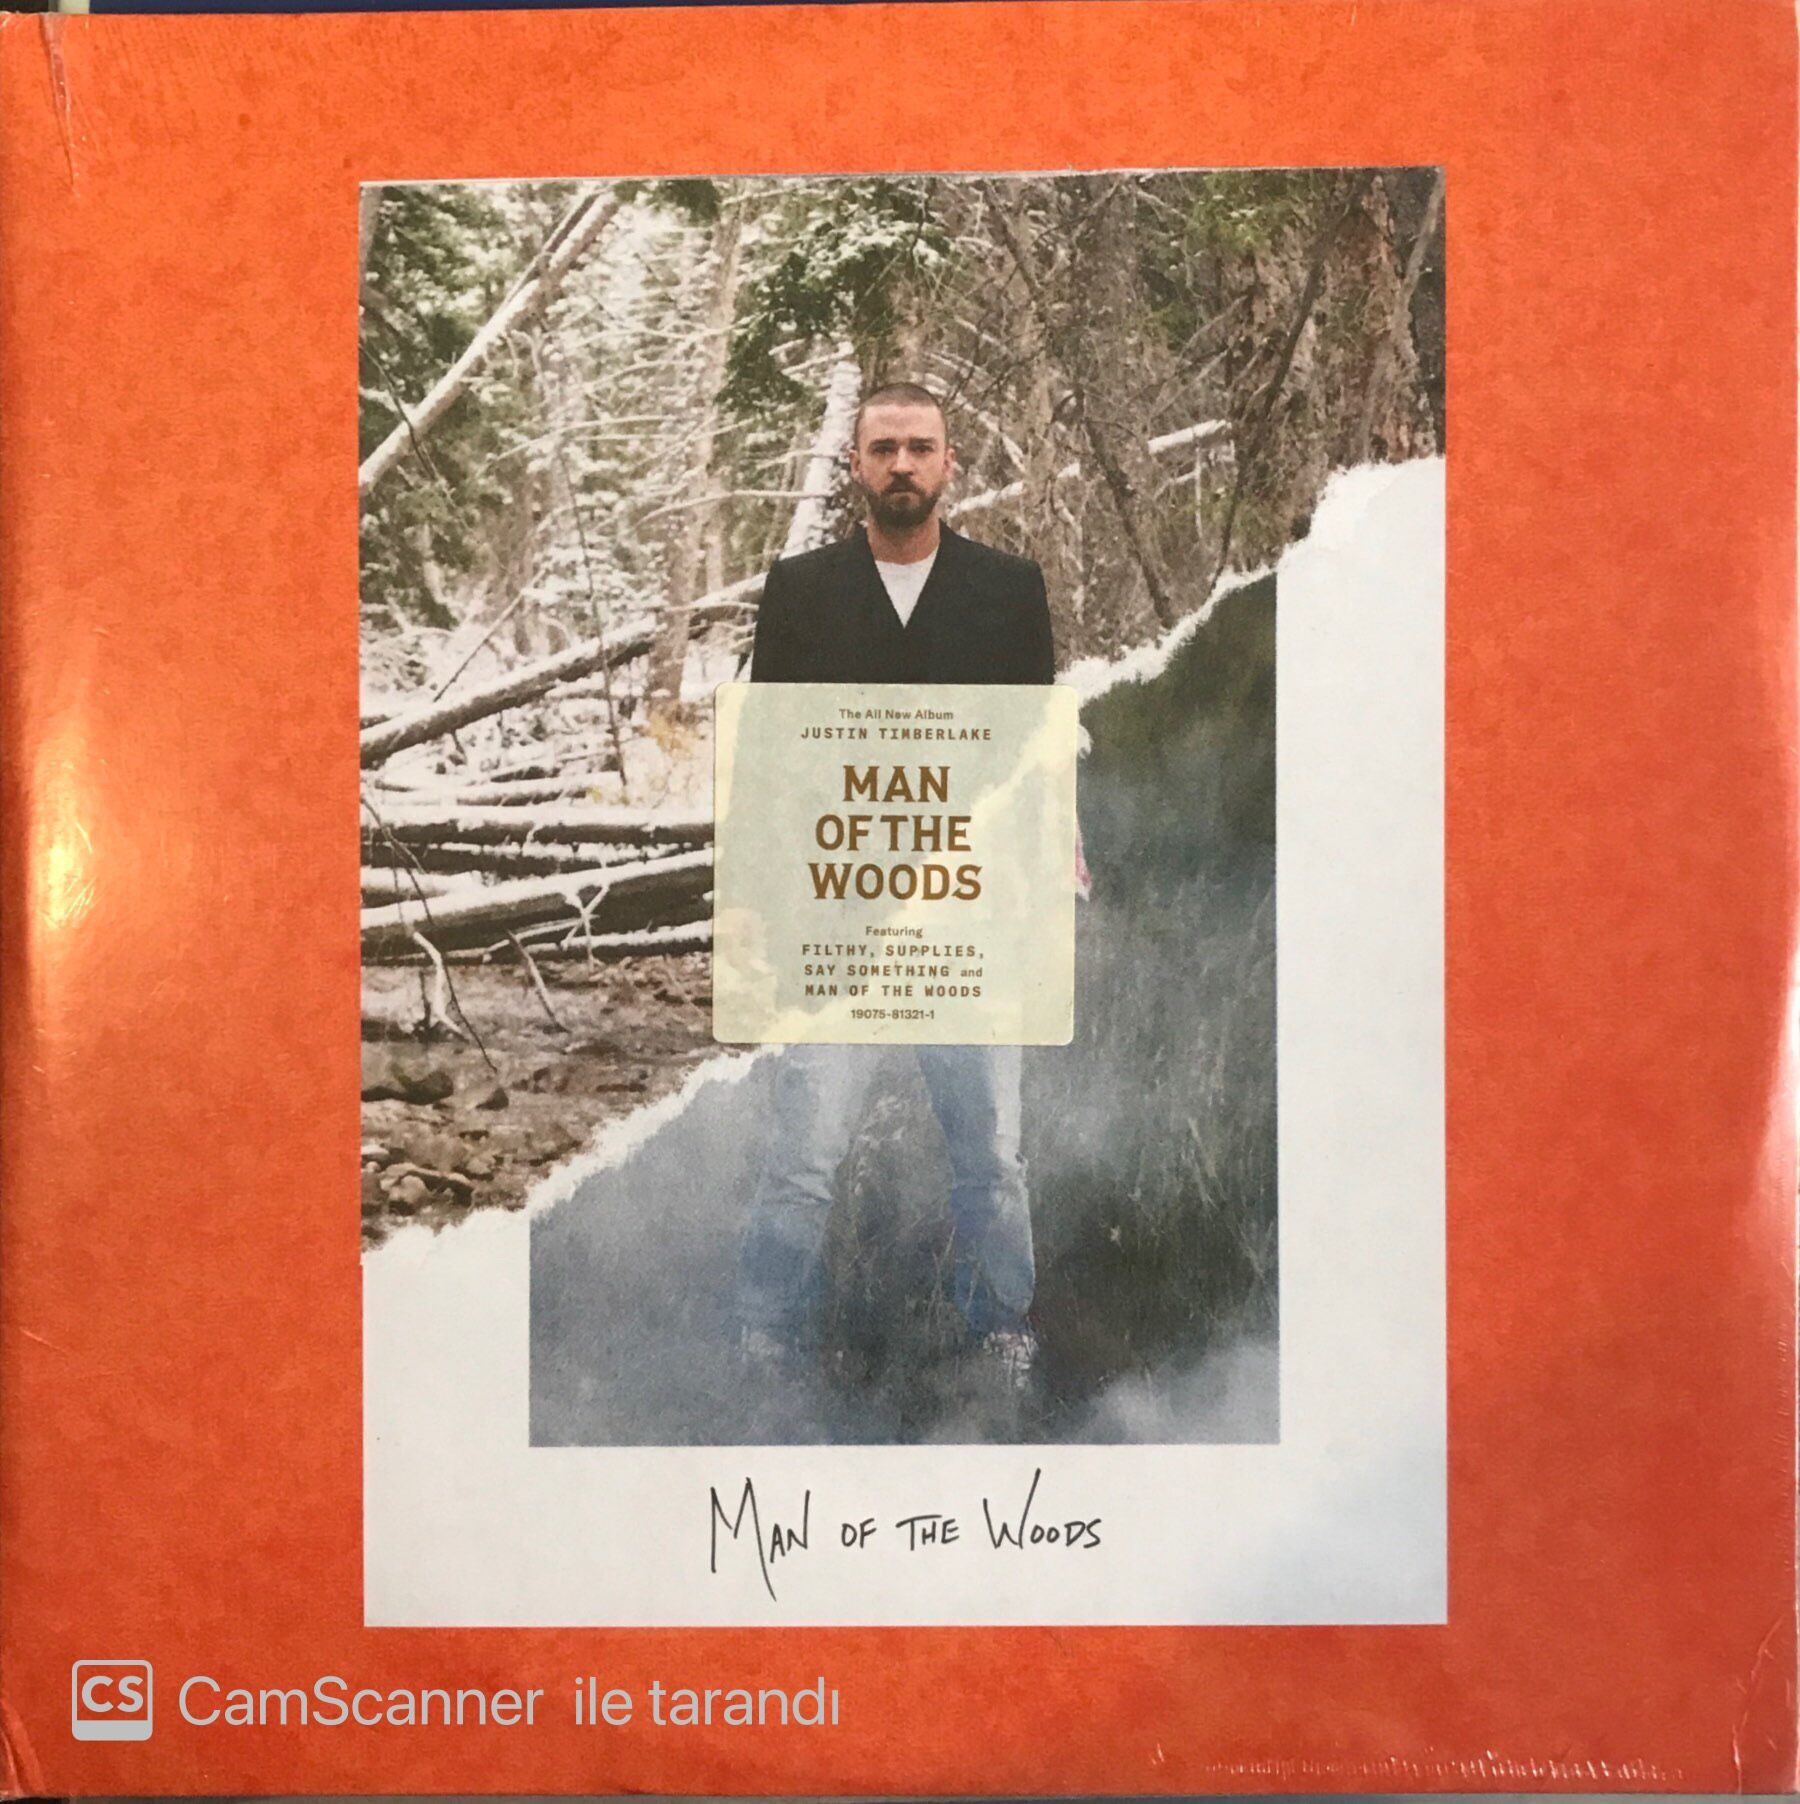 The All New Album
JUSTIN TIMBERLAKE
MAN
OF THE
WOODS
Featuring
FILTHY, SUPPLIES,
SAY SOMETHING and
MAN OF THE WOODS
19075-81321-1
MAN OF THE WOODS
CS CamScanner ile tarandı